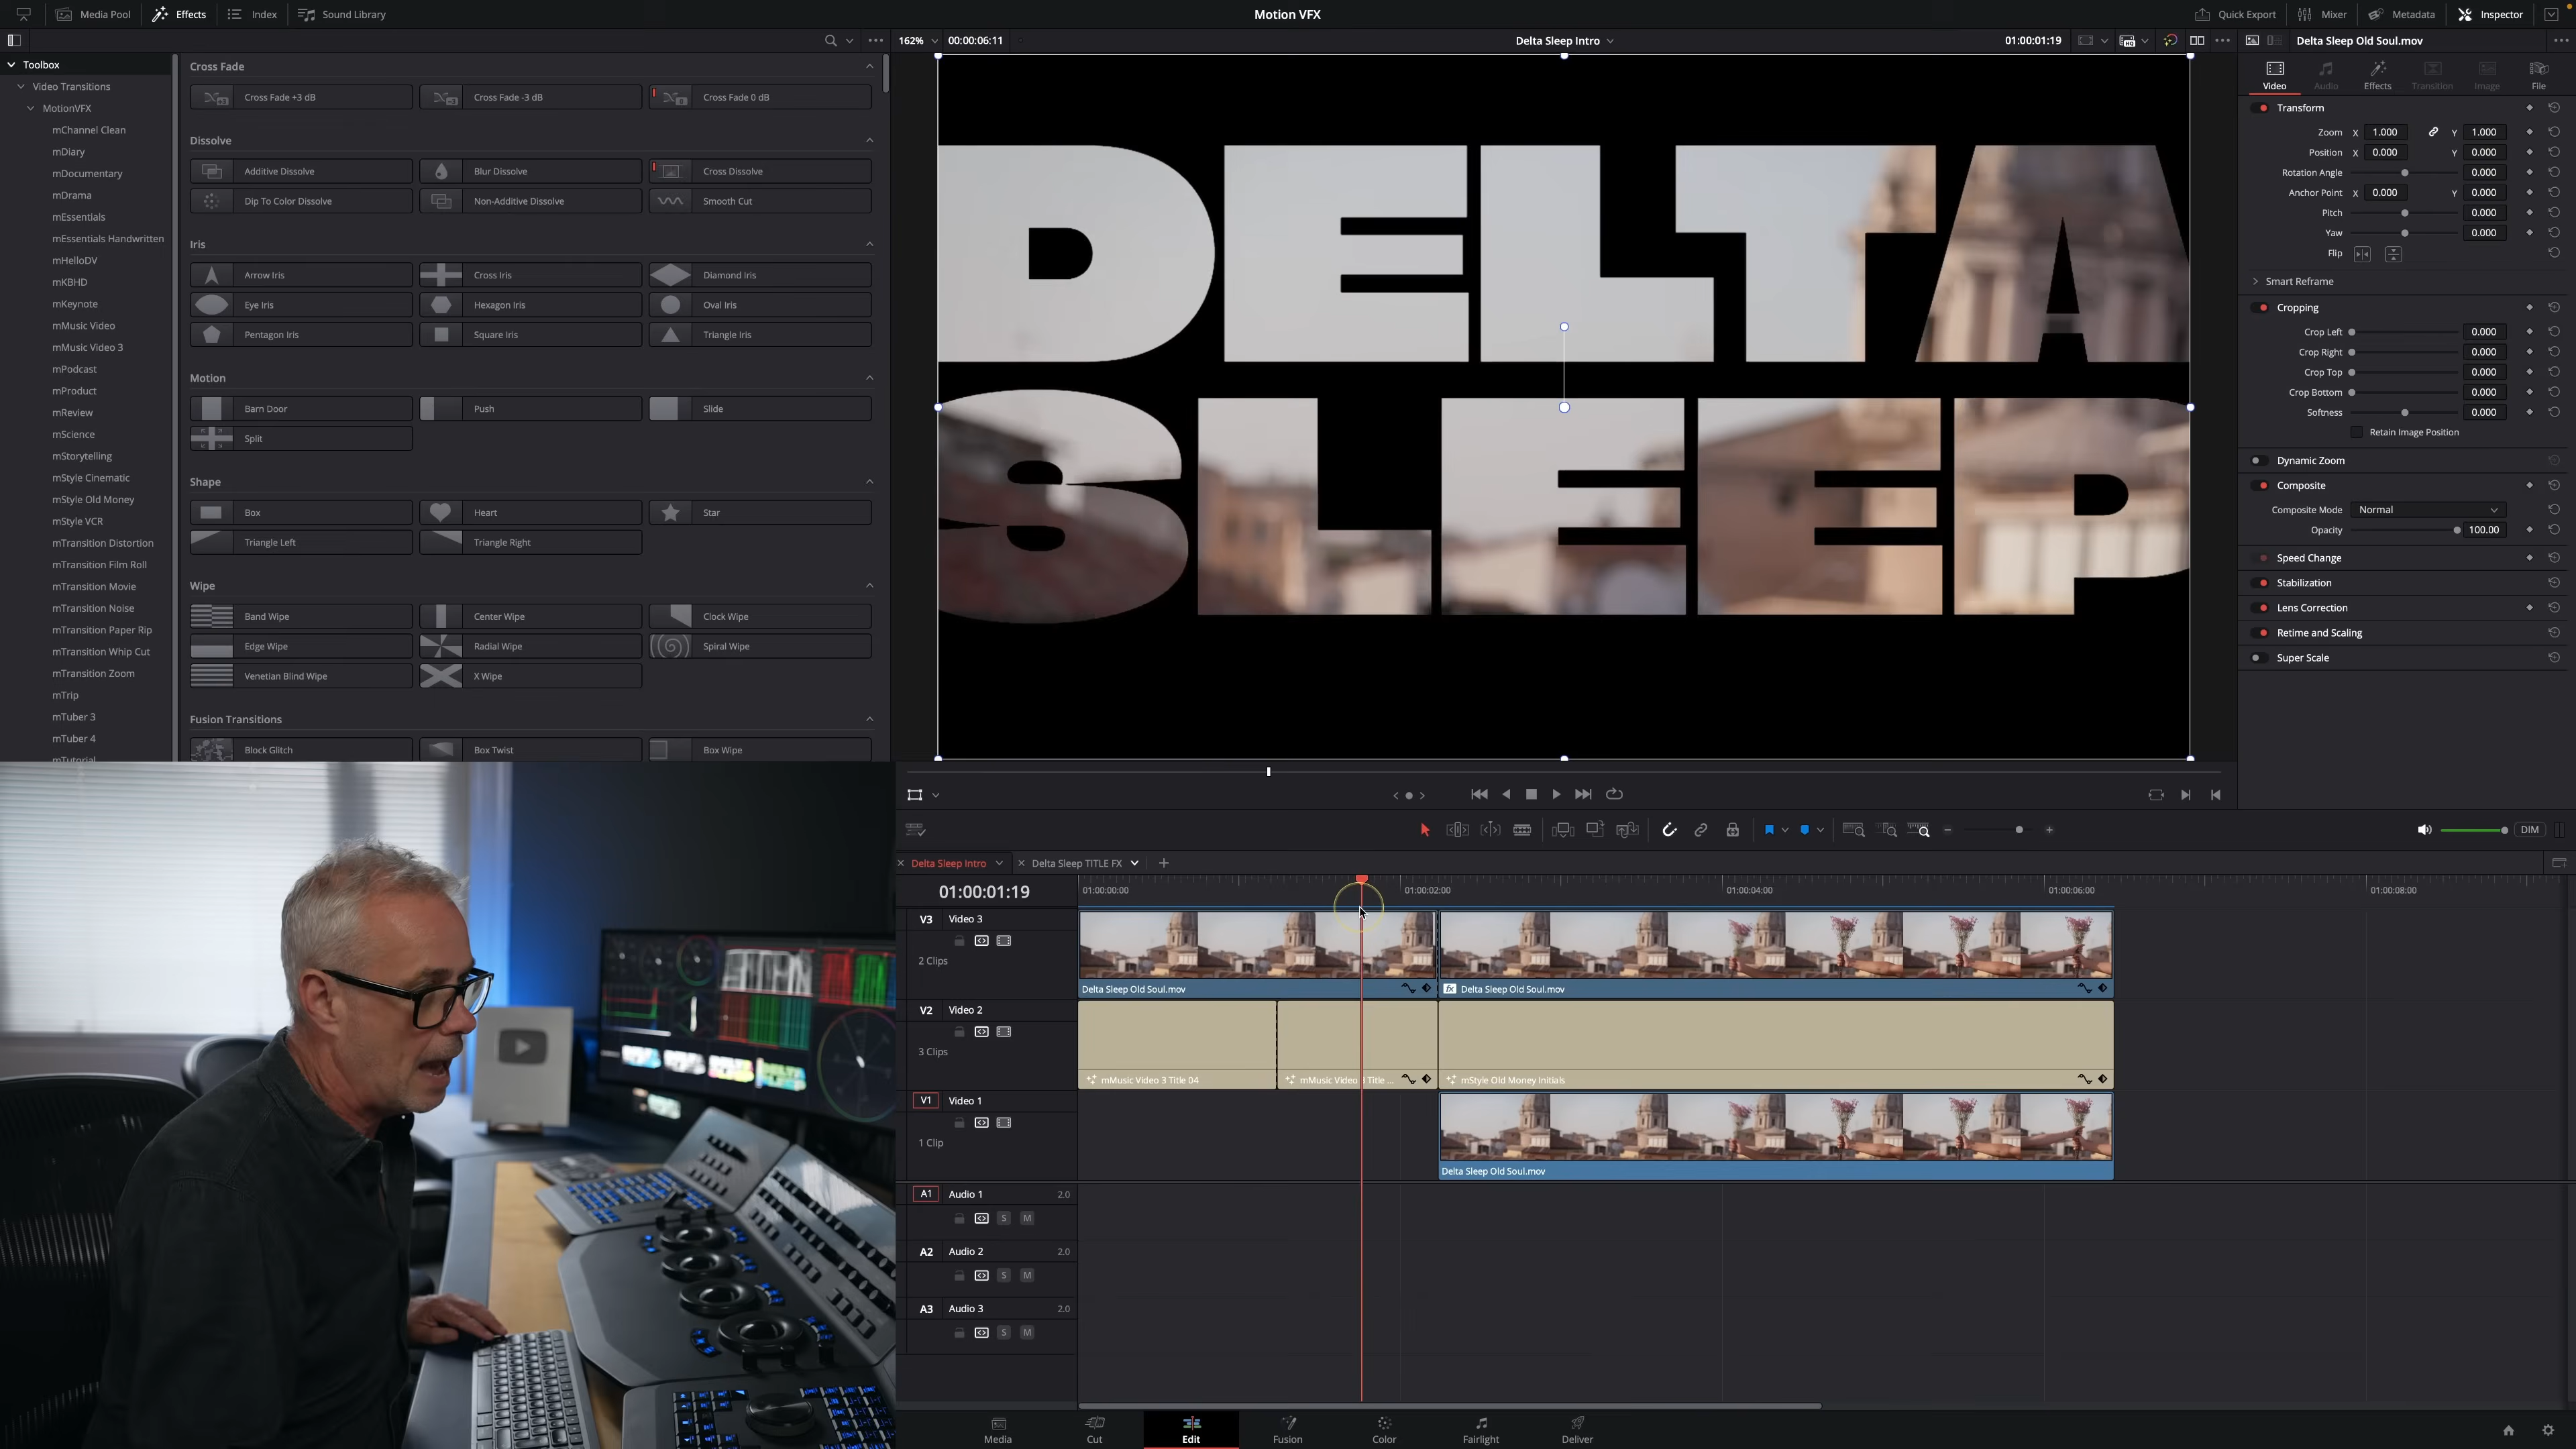 Media Pool
Effects
Index
Sound Library
Motion VFX
Quick Export
Mixer
Metadata
Inspector
162%
00:00:06:11
Delta Sleep Intro
01:00:01:19
Delta Sleep Old Soul.mov
Toolbox
Video Transitions
MotionVFX
mChannel Clean
mDiary
mDocumentary
mDrama
mEssentials
mEssentials Handwritten
mHelloDV
mKBHD
mKeynote
mMusic Video
mMusic Video 3
mPodcast
mProduct
mReview
mScience
mStorytelling
mStyle Cinematic
mStyle Old Money
mStyle VCR
mTransition Distortion
mTransition Film Roll
mTransition Movie
mTransition Noise
mTransition Paper Rip
mTransition Whip Cut
mTransition Zoom
mTrip
mTuber 3
mTuber 4
mTutorial
Cross Fade
Cross Fade +3 dB
Cross Fade -3 dB
Cross Fade 0 dB
Dissolve
Additive Dissolve
Blur Dissolve
Cross Dissolve
Dip To Color Dissolve
Non-Additive Dissolve
Smooth Cut
Iris
Arrow Iris
Cross Iris
Diamond Iris
Eye Iris
Hexagon Iris
Oval Iris
Pentagon Iris
Square Iris
Triangle Iris
Motion
Barn Door
Push
Slide
Split
Shape
Box
Heart
Star
Triangle Left
Triangle Right
Wipe
Band Wipe
Center Wipe
Clock Wipe
Edge Wipe
Radial Wipe
Spiral Wipe
Venetian Blind Wipe
X Wipe
Fusion Transitions
Block Glitch
Box Twist
Box Wipe
DELTA
SLEEP
Video
Audio
Effects
Transition
Image
File
Transform
Zoom X 1.000 Y 1.000
Position X 0.000 Y 0.000
Rotation Angle 0.000
Anchor Point X 0.000 Y 0.000
Pitch 0.000
Yaw 0.000
Flip
Smart Reframe
Cropping
Crop Left 0.000
Crop Right 0.000
Crop Top 0.000
Crop Bottom 0.000
Softness 0.000
Retain Image Position
Dynamic Zoom
Composite
Composite Mode Normal
Opacity 100.00
Speed Change
Stabilization
Lens Correction
Retime and Scaling
Super Scale
DIM
Delta Sleep Intro
Delta Sleep TITLE FX
01:00:01:19
01:00:00:00
01:00:02:00
01:00:04:00
01:00:06:00
01:00:08:00
V3 Video 3
2 Clips
Delta Sleep Old Soul.mov
Delta Sleep Old Soul.mov
V2 Video 2
3 Clips
mMusic Video 3 Title 04
mMusic Video 3 Title ...
mStyle Old Money Initials
V1 Video 1
1 Clip
Delta Sleep Old Soul.mov
A1 Audio 1 2.0
S M
A2 Audio 2 2.0
S M
A3 Audio 3 2.0
S M
Media
Cut
Edit
Fusion
Color
Fairlight
Deliver